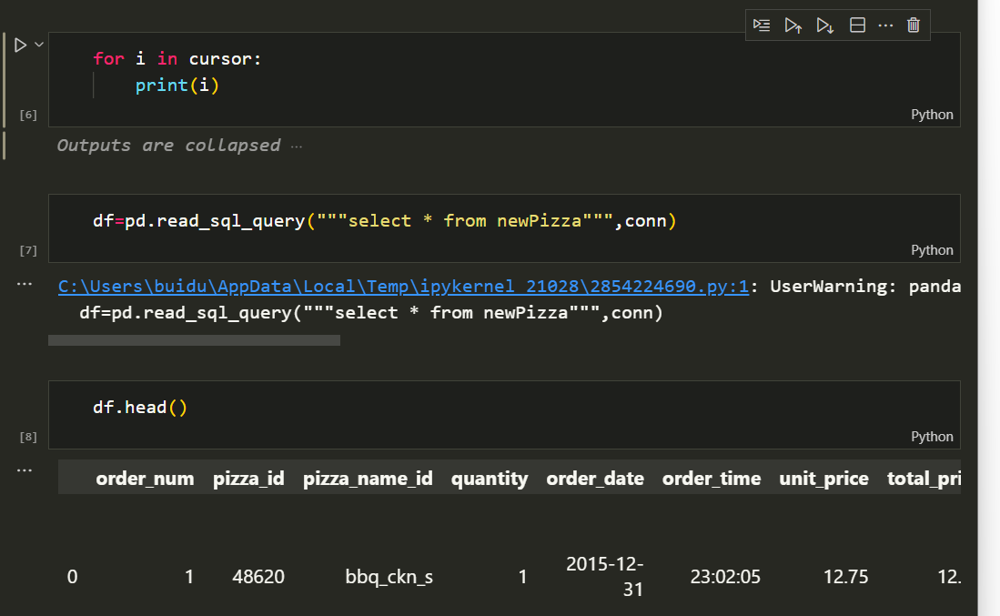 for i in cursor:
print(i)
[6]
Python
Outputs are collapsed ...
df=pd.read_sql_query("""select * from newPizza""",conn)
[7]
Python
C:\Users\buidu\AppData\Local\Temp\ipykernel_21028\2854224690.py:1: UserWarning: panda
df=pd.read_sql_query("""select * from newPizza""",conn)
df.head()
[8]
Python
order_num pizza_id pizza_name_id quantity order_date order_time unit_price total_pri
0 1 48620 bbq_ckn_s 1 2015-12-31 23:02:05 12.75 12.